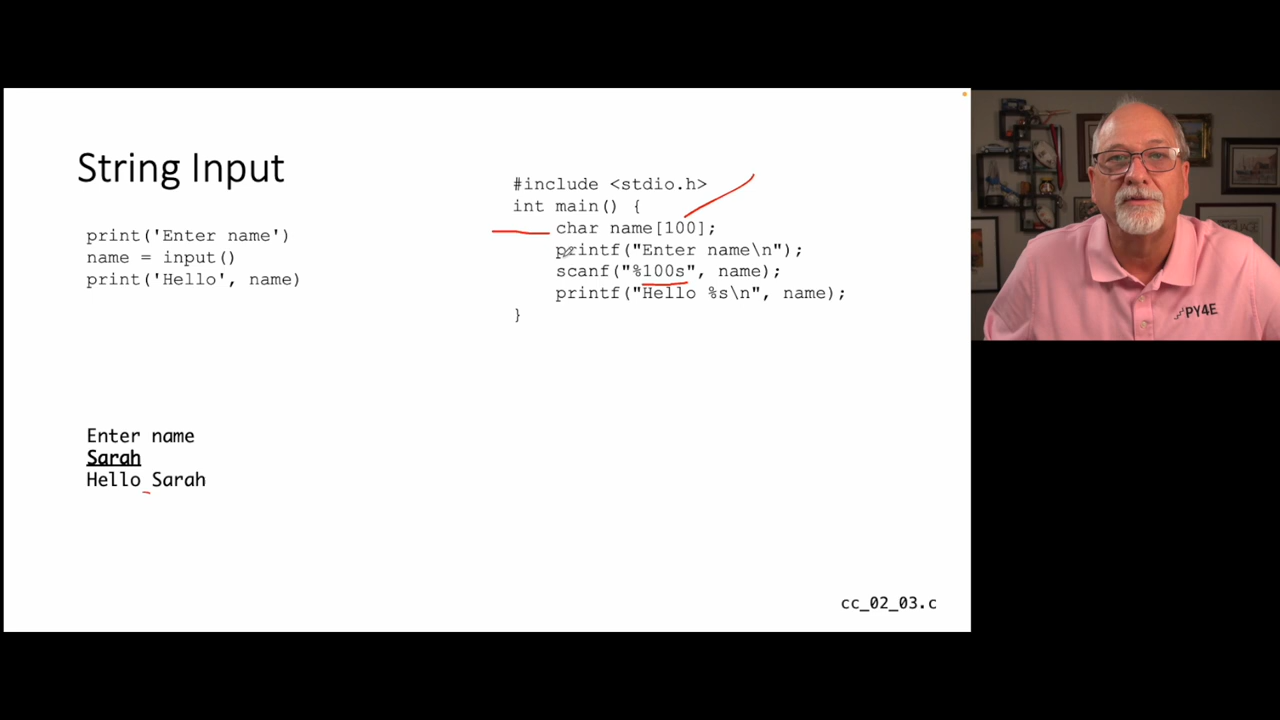 String Input
print('Enter name')
name = input()
print('Hello', name)
#include <stdio.h>
int main() {
    char name[100];
    printf("Enter name\n");
    scanf("%100s", name);
    printf("Hello %s\n", name);
}
Enter name
Sarah
Hello Sarah
cc_02_03.c
PY4E